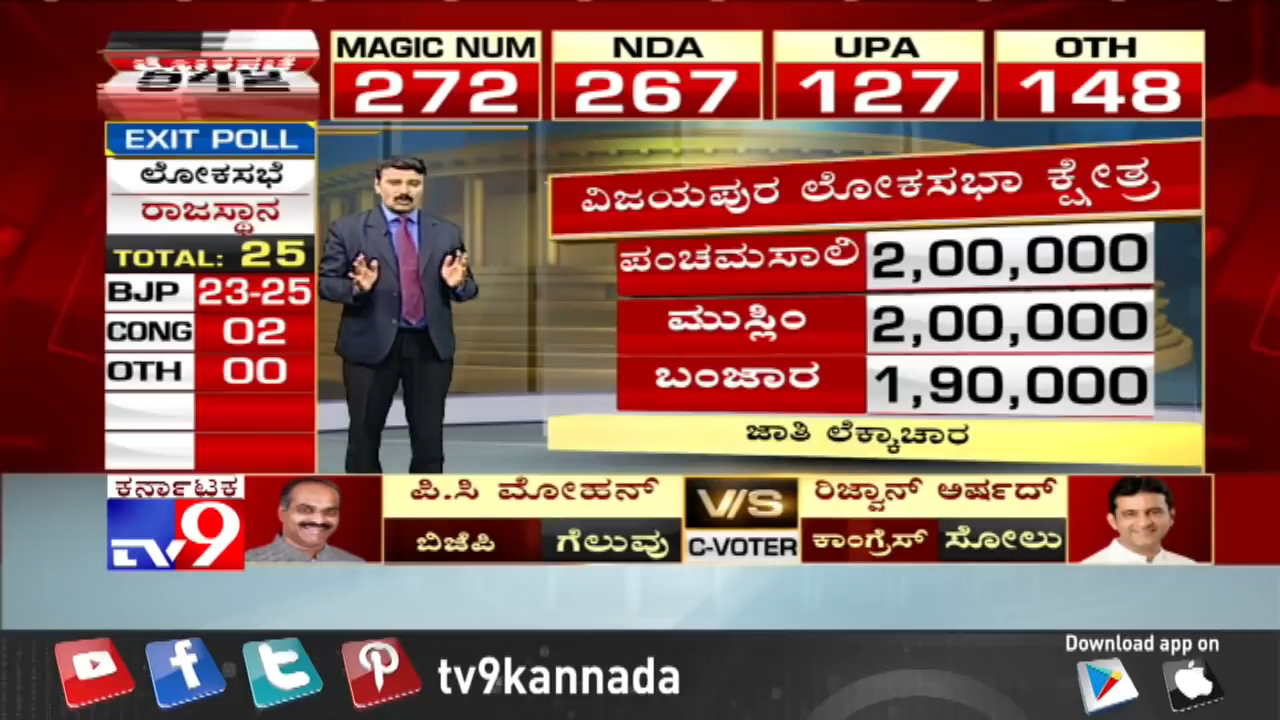 MAGIC NUM
272
NDA
267
UPA
127
OTH
148
EXIT POLL
ಲೋಕಸಭೆ
ರಾಜಸ್ಥಾನ
TOTAL: 25
BJP 23-25
CONG 02
OTH 00
ವಿಜಯಪುರ ಲೋಕಸಭಾ ಕ್ಷೇತ್ರ
ಪಂಚಮಸಾಲಿ 2,00,000
ಮುಸ್ಲಿಂ 2,00,000
ಬಂಜಾರ 1,90,000
ಜಾತಿ ಲೆಕ್ಕಾಚಾರ
ಕರ್ನಾಟಕ
TV9
ಪಿ.ಸಿ ಮೋಹನ್
ಬಿಜೆಪಿ ಗೆಲುವು
V/S
C-VOTER
ರಿಜ್ವಾನ್ ಅರ್ಷದ್
ಕಾಂಗ್ರೆಸ್ ಸೋಲು
Download app on
tv9kannada